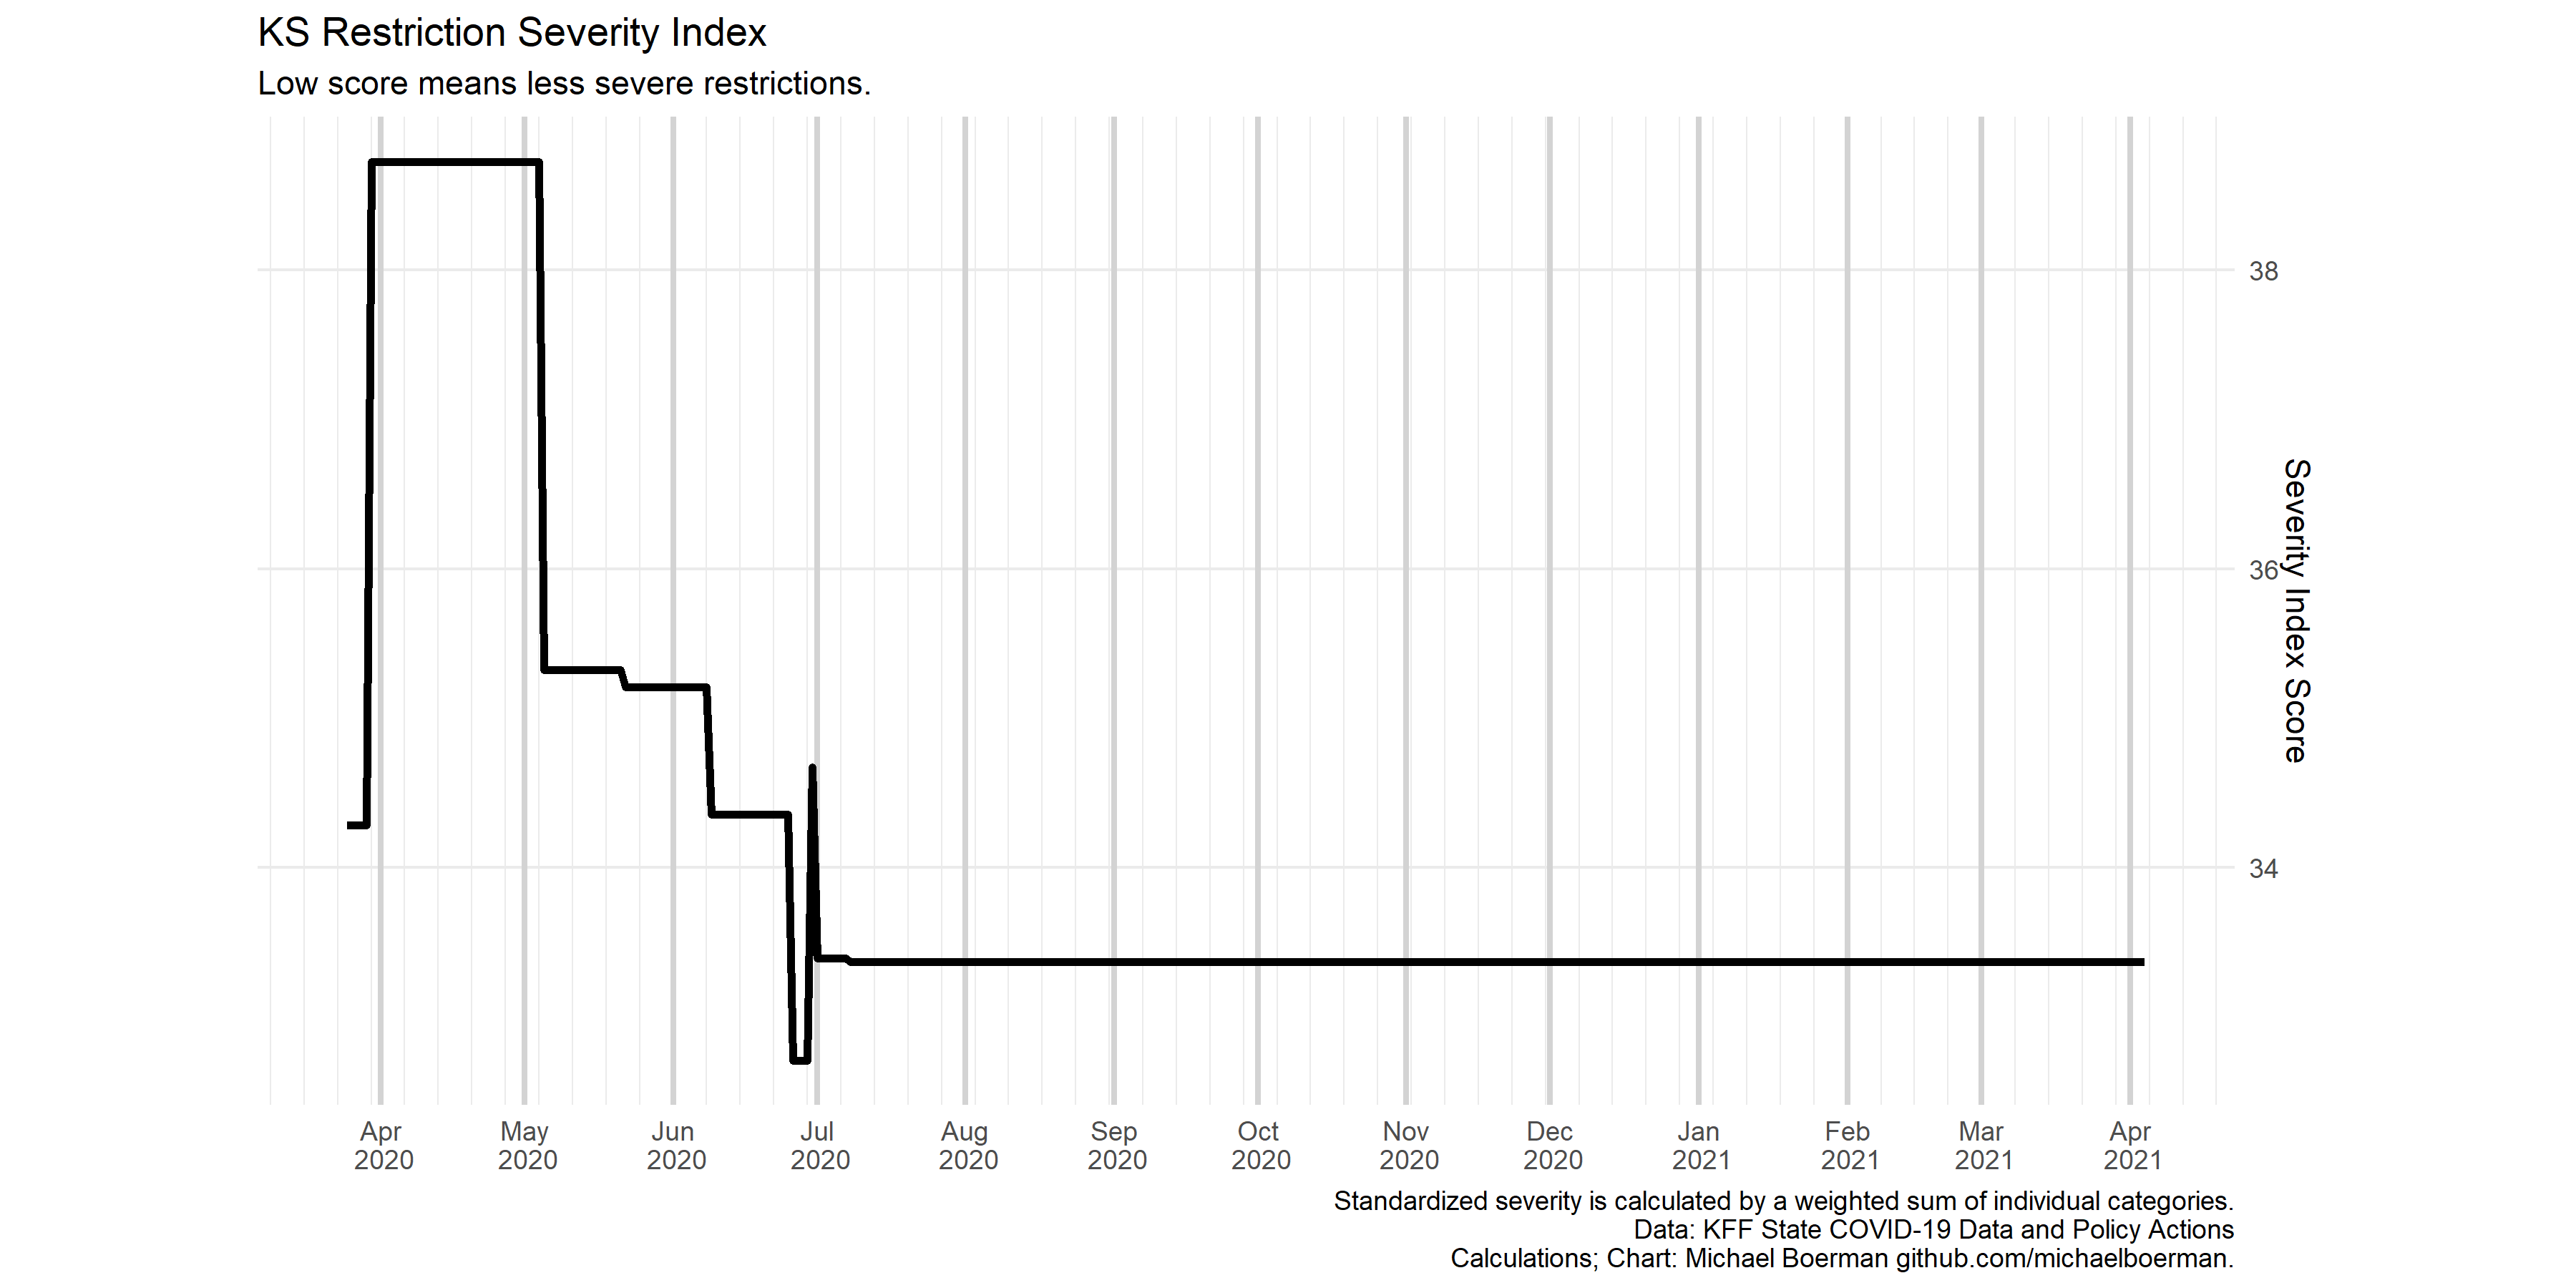 KS Restriction Severity Index
Low score means less severe restrictions.
38
36
34
Severity Index Score
Apr May Jun Jul Aug Sep Oct Nov Dec Jan Feb Mar Apr
2020 2020 2020 2020 2020 2020 2020 2020 2020 2021 2021 2021 2021
Standardized severity is calculated by a weighted sum of individual categories.
Data: KFF State COVID-19 Data and Policy Actions
Calculations; Chart: Michael Boerman github.com/michaelboerman.